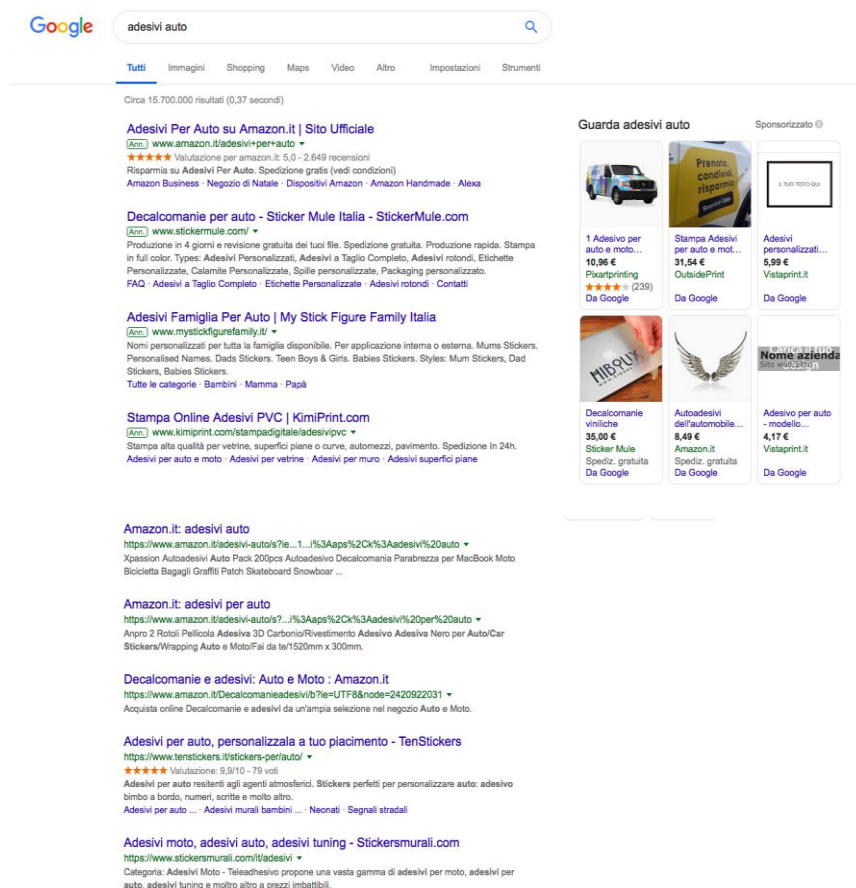 Google
adesivi auto
Tutti Immagini Shopping Maps Video Altro Impostazioni Strumenti
Circa 15.700.000 risultati (0,37 secondi)
Adesivi Per Auto su Amazon.it | Sito Ufficiale
Ann. www.amazon.it/adesivi+per+auto
Valutazione per amazon.it: 5,0 - 2.649 recensioni
Risparmia su Adesivi Per Auto. Spedizione gratis (vedi condizioni)
Amazon Business · Negozio di Natale · Dispositivi Amazon · Amazon Handmade · Alexa
Decalcomanie per auto - Sticker Mule Italia - StickerMule.com
Ann. www.stickermule.com/
Produzione in 4 giorni e revisione gratuita dei tuoi file. Spedizione gratuita. Produzione rapida. Stampa
in full color. Types: Adesivi Personalizzati, Adesivi a Taglio Completo, Adesivi rotondi, Etichette
Personalizzate, Calamite Personalizzate, Spille personalizzate, Packaging personalizzato.
FAQ · Adesivi a Taglio Completo · Etichette Personalizzate · Adesivi rotondi · Contatti
Adesivi Famiglia Per Auto | My Stick Figure Family Italia
Ann. www.mystickfigurefamily.it/
Nomi personalizzati per tutta la famiglia disponibile. Per applicazione interna o esterna. Mums Stickers.
Personalised Names. Dads Stickers. Teen Boys & Girls. Babies Stickers. Styles: Mum Stickers, Dad
Stickers, Babies Stickers.
Tutte le categorie · Bambini · Mamma · Papà
Stampa Online Adesivi PVC | KimiPrint.com
Ann. www.kimiprint.com/stampadigitale/adesivipvc
Stampa alta qualità per vetrine, superfici piane o curve, automezzi, pavimento. Spedizione In 24h.
Adesivi per auto e moto · Adesivi per vetrine · Adesivi per muro · Adesivi superfici piane
Guarda adesivi auto Sponsorizzato
Prenota,
condividi,
risparmia
IL TUO TESTO QUI
1 Adesivo per
auto e moto...
10,96 €
Pixartprinting
(239)
Da Google
Stampa Adesivi
per auto e mot...
31,54 €
OutsidePrint
Da Google
Adesivi
personalizzati...
5,99 €
Vistaprint.it
Da Google
Nome azienda
Decalcomanie
viniliche
35,00 €
Sticker Mule
Spediz. gratuita
Da Google
Autoadesivi
dell'automobile...
8,49 €
Amazon.it
Spediz. gratuita
Da Google
Adesivo per auto
- modello...
4,17 €
Vistaprint.it
Da Google
Amazon.it: adesivi auto
https://www.amazon.it/adesivi-auto/s?ie...1...i%3Aaps%2Ck%3Aadesivi%20auto
Xpassion Autoadesivi Auto Pack 200pcs Autoadesivo Decalcomania Parabrezza per MacBook Moto
Bicicletta Bagagli Graffiti Patch Skateboard Snowboar ...
Amazon.it: adesivi per auto
https://www.amazon.it/adesivi-auto/s?...i%3Aaps%2Ck%3Aadesivi%20per%20auto
Anpro 2 Rotoli Pellicola Adesiva 3D Carbonio/Rivestimento Adesivo Adesiva Nero per Auto/Car
Stickers/Wrapping Auto e Moto/Fai da te/1520mm x 300mm.
Decalcomanie e adesivi: Auto e Moto : Amazon.it
https://www.amazon.it/Decalcomanieadesivi/b?ie=UTF8&node=2420922031
Acquista online Decalcomanie e adesivi da un'ampia selezione nel negozio Auto e Moto.
Adesivi per auto, personalizzala a tuo piacimento - TenStickers
https://www.tenstickers.it/stickers-per/auto/
Valutazione: 9,9/10 - 79 voti
Adesivi per auto resitenti agli agenti atmosferici. Stickers perfetti per personalizzare auto: adesivo
bimbo a bordo, numeri, scritte e molto altro.
Adesivi per auto ... · Adesivi murali bambini ... · Neonati · Segnali stradali
Adesivi moto, adesivi auto, adesivi tuning - Stickersmurali.com
https://www.stickersmurali.com/it/adesivi
Categoria: Adesivi Moto - Teleadhesivo propone una vasta gamma di adesivi per moto, adesivi per
auto, adesivi tuning e moltro altro a prezzi imbattibili.